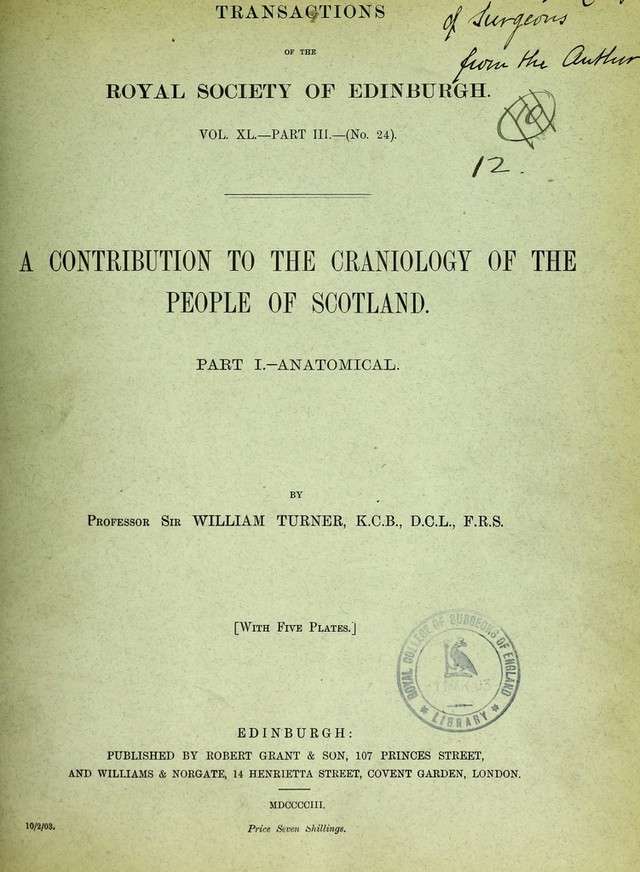 TRANSACTIONS
of Surgeons
from the Author
OF THE
ROYAL SOCIETY OF EDINBURGH.
VOL. XL.—PART III.—(No. 24).
12.
A CONTRIBUTION TO THE CRANIOLOGY OF THE
PEOPLE OF SCOTLAND.
PART I.—ANATOMICAL.
BY
PROFESSOR SIR WILLIAM TURNER, K.C.B., D.C.L., F.R.S.
[WITH FIVE PLATES.]
ROYAL COLLEGE OF SURGEONS OF ENGLAND
LIBRARY
EDINBURGH:
PUBLISHED BY ROBERT GRANT & SON, 107 PRINCES STREET,
AND WILLIAMS & NORGATE, 14 HENRIETTA STREET, COVENT GARDEN, LONDON.
MDCCCCIII.
10/2/03.
Price Seven Shillings.